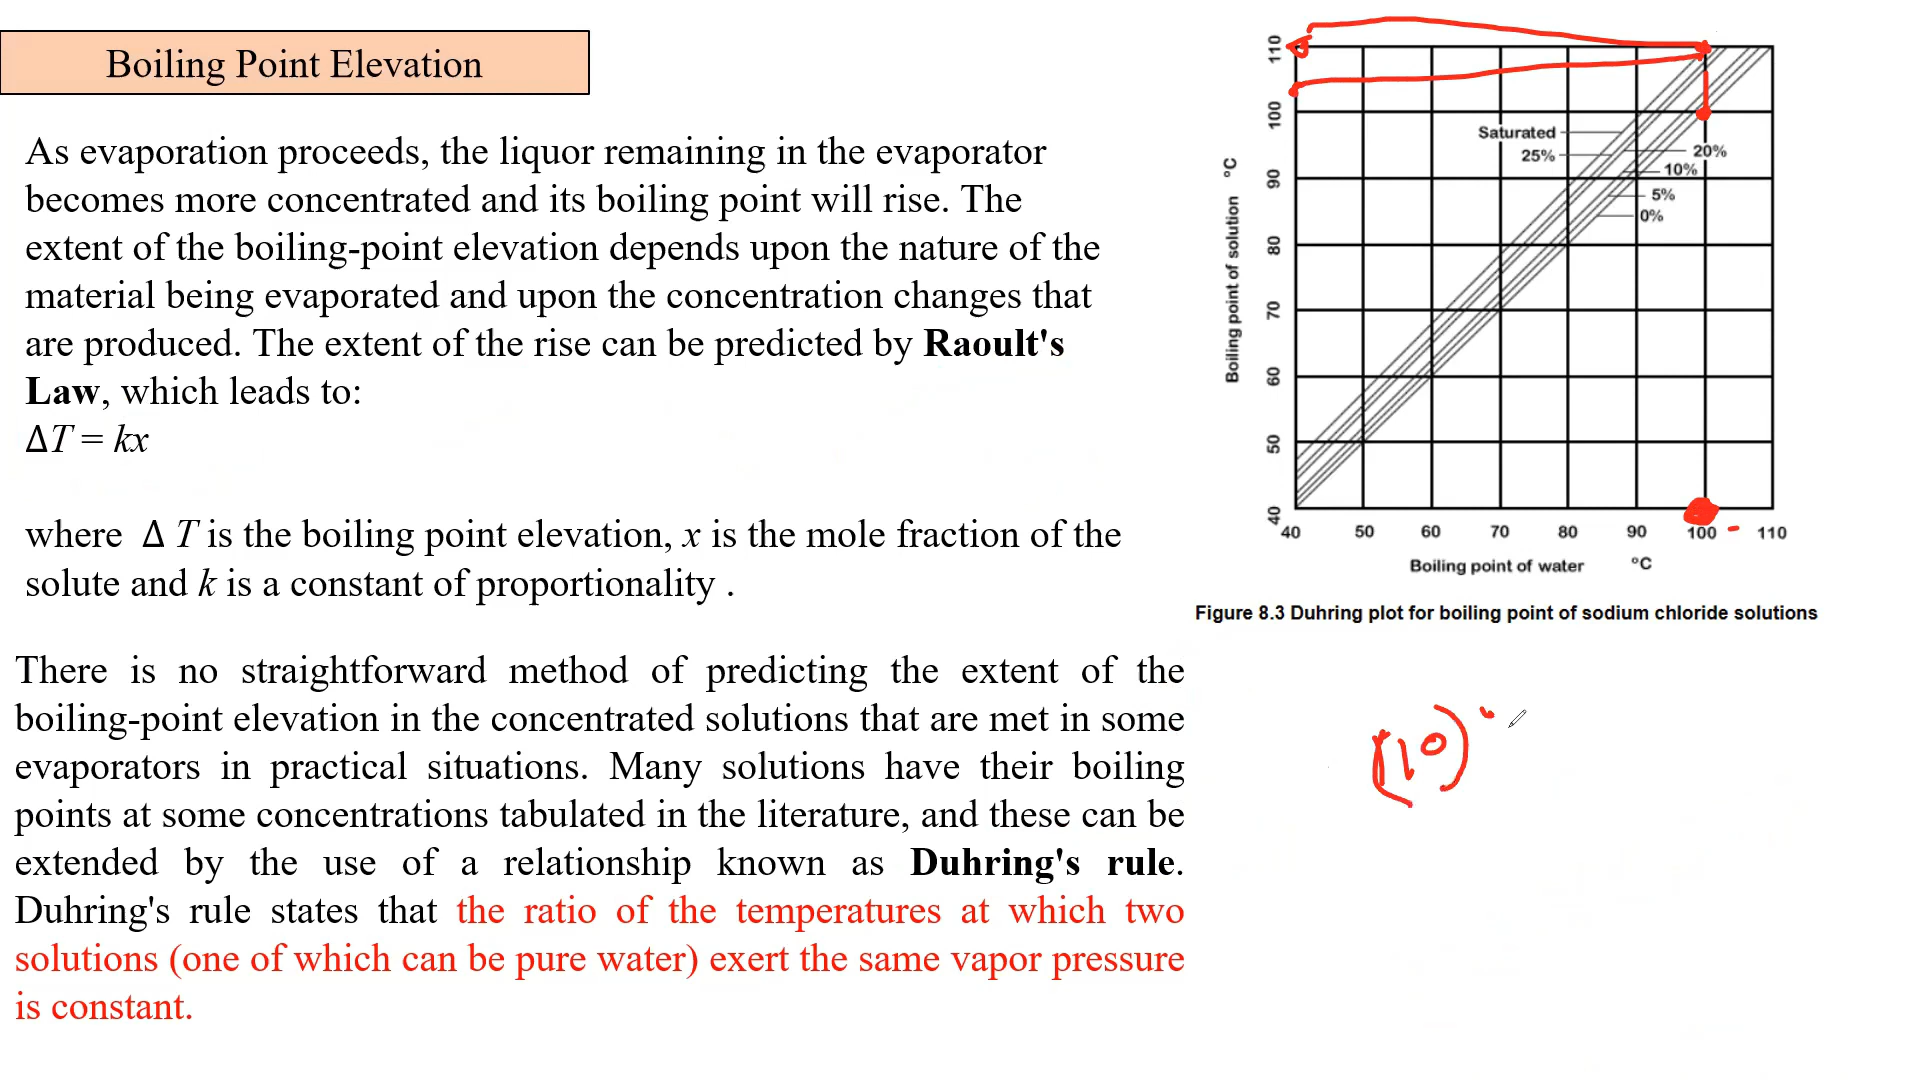 Boiling Point Elevation
As evaporation proceeds, the liquor remaining in the evaporator
becomes more concentrated and its boiling point will rise. The
extent of the boiling-point elevation depends upon the nature of the
material being evaporated and upon the concentration changes that
are produced. The extent of the rise can be predicted by Raoult's
Law, which leads to:
ΔT = kx
where Δ T is the boiling point elevation, x is the mole fraction of the
solute and k is a constant of proportionality .
There is no straightforward method of predicting the extent of the
boiling-point elevation in the concentrated solutions that are met in some
evaporators in practical situations. Many solutions have their boiling
points at some concentrations tabulated in the literature, and these can be
extended by the use of a relationship known as Duhring's rule.
Duhring's rule states that the ratio of the temperatures at which two
solutions (one of which can be pure water) exert the same vapor pressure
is constant.
110
100
90
80
70
60
50
40
Boiling point of solution °C
Saturated
25%
20%
10%
5%
0%
40 50 60 70 80 90 100 110
Boiling point of water °C
Figure 8.3 Duhring plot for boiling point of sodium chloride solutions
(10)